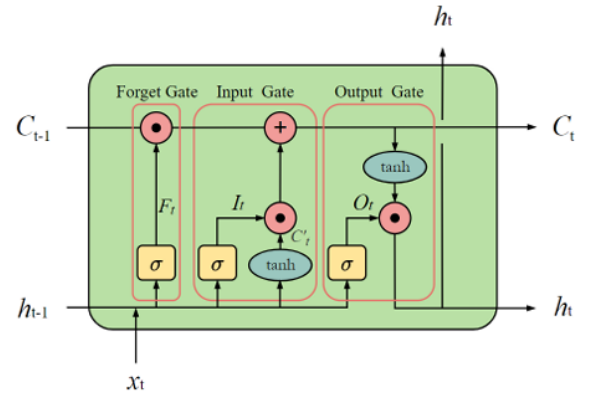 ht
Forget Gate Input Gate Output Gate
Ct-1 Ct
tanh
Ft It Ot
C't
σ σ tanh σ
ht-1 ht
xt